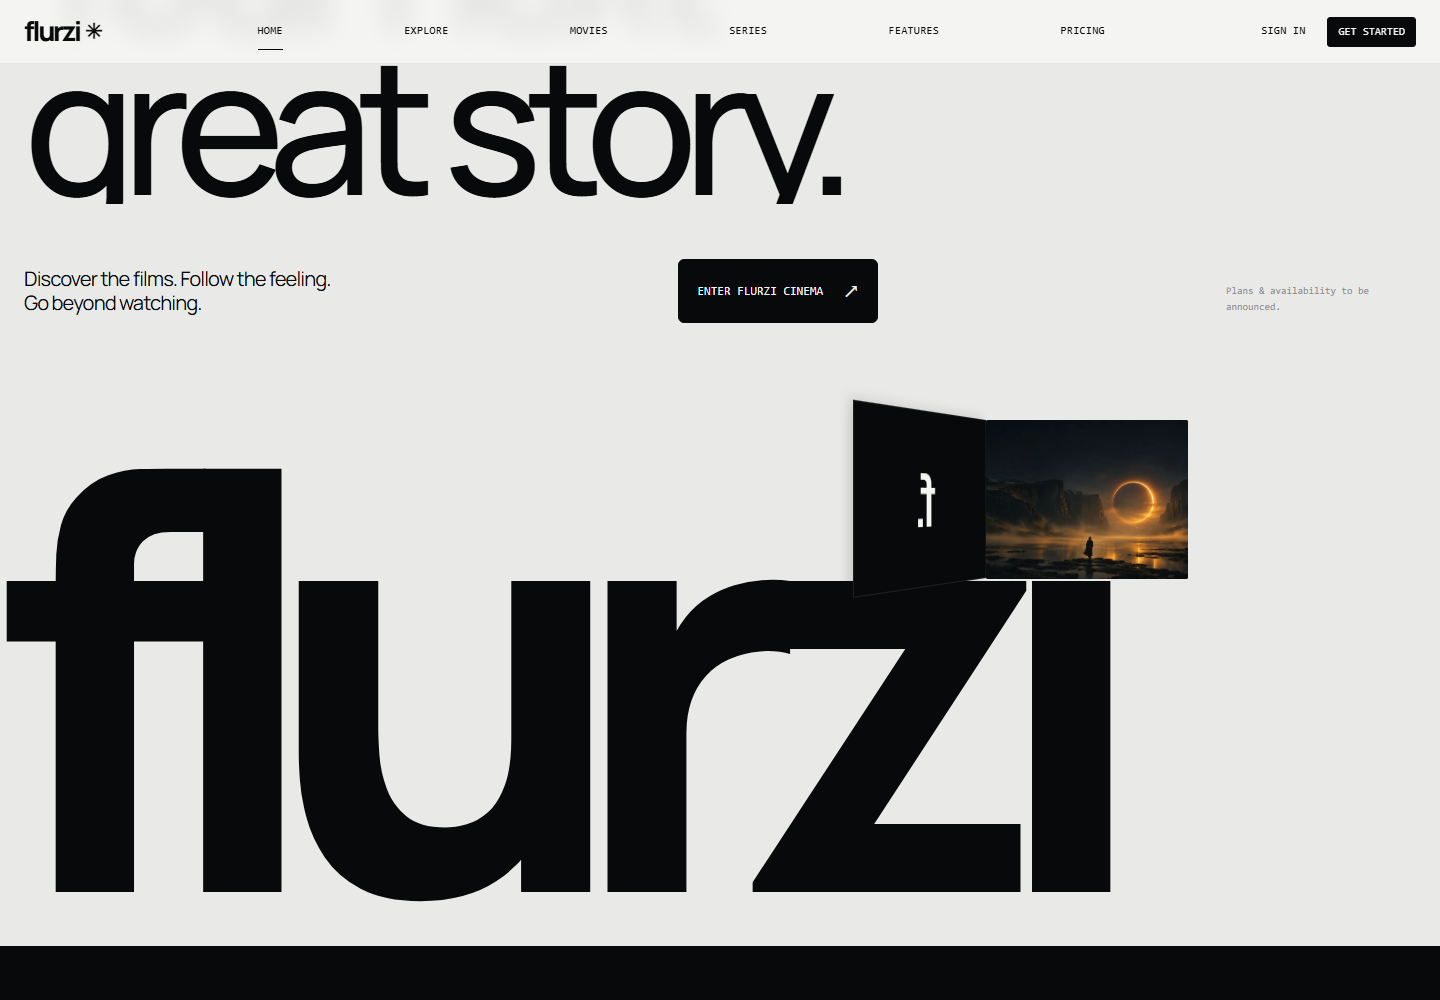 flurzi
HOME
EXPLORE
MOVIES
SERIES
FEATURES
PRICING
SIGN IN
GET STARTED
great story.
Discover the films. Follow the feeling.
Go beyond watching.
ENTER FLURZI CINEMA ↗
Plans & availability to be
announced.
f.
flurzi